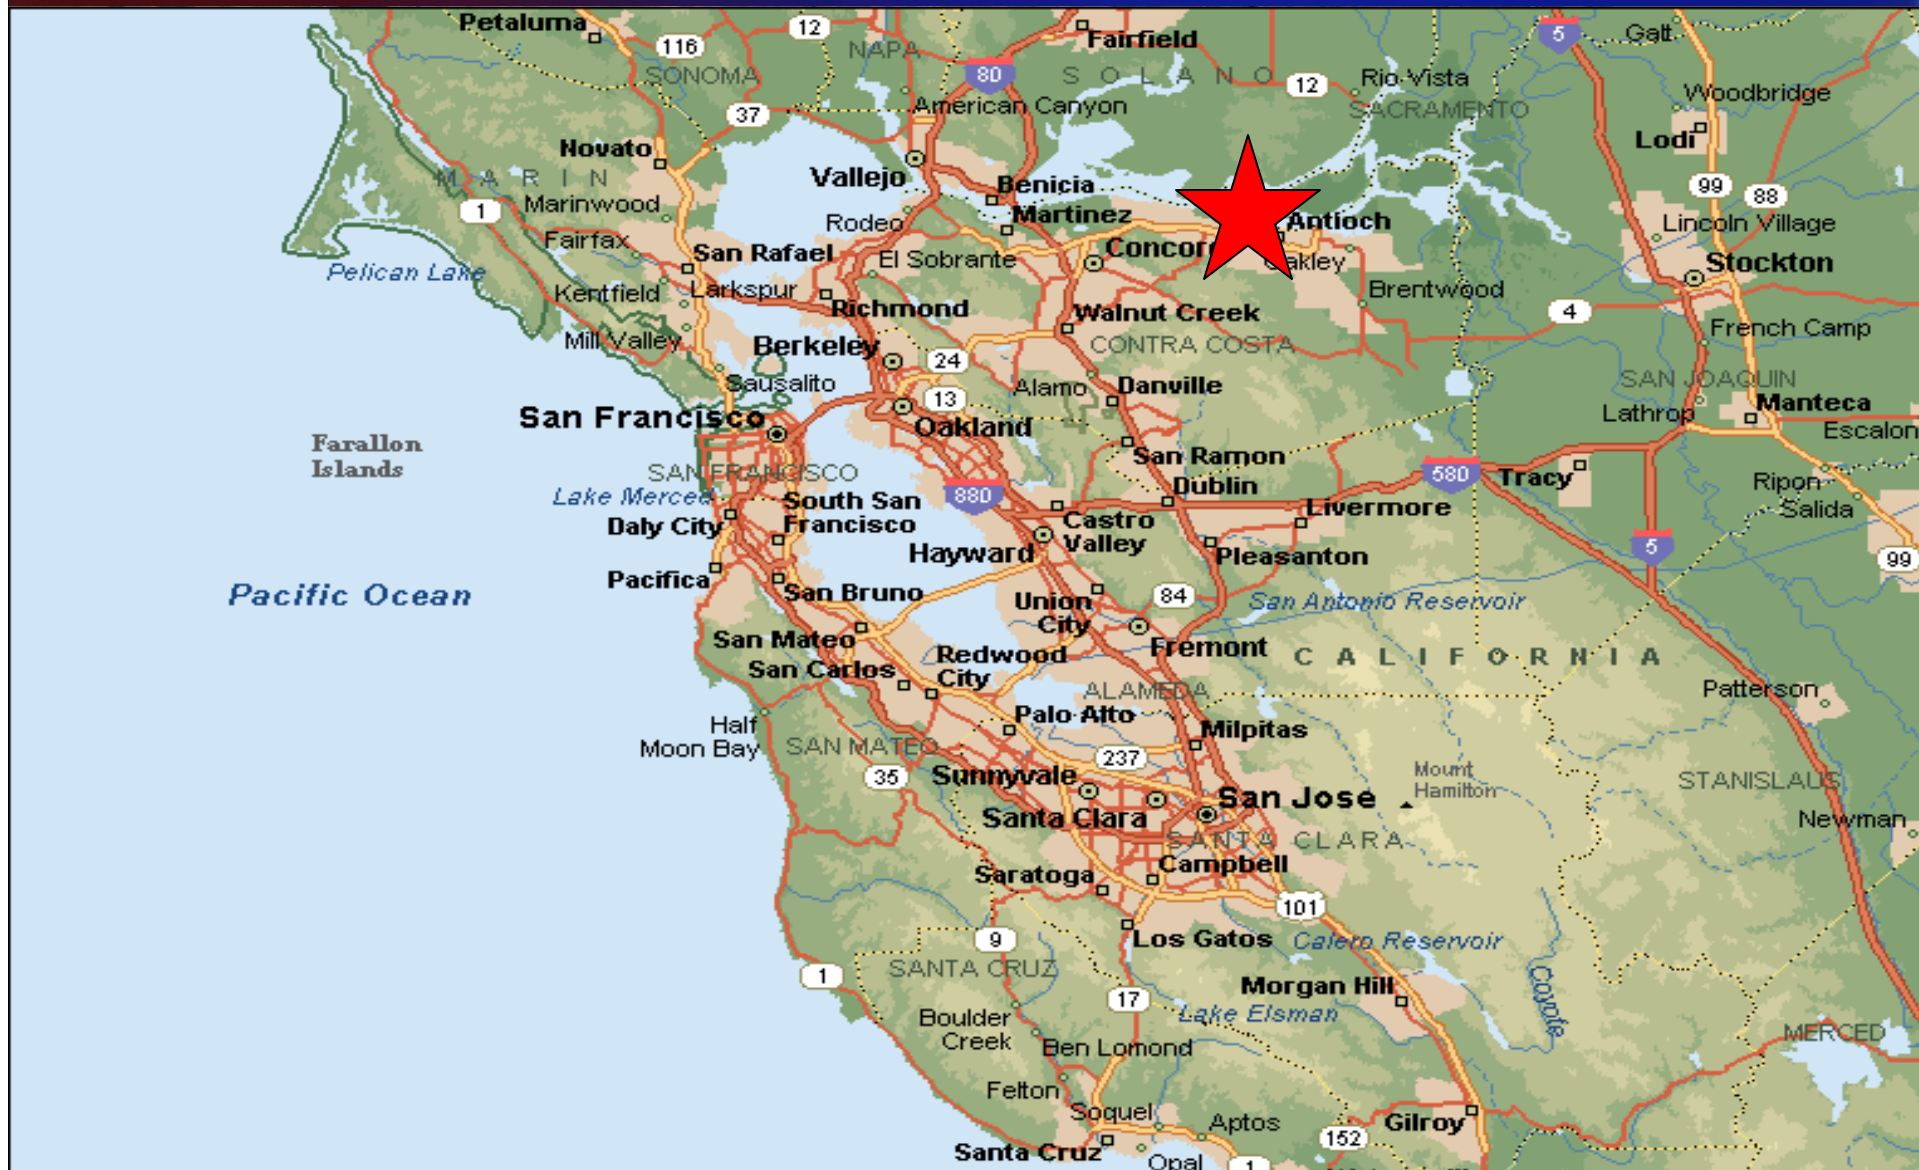 Petaluma
116
12
NAPA
SONOMA
80
Fairfield
S O L A N O
12
Rio Vista
SACRAMENTO
5
Galt
Woodbridge
Lodi
37
American Canyon
Novato
M A R I N
1
Marinwood
Vallejo
Benicia
Martinez
Rodeo
Fairfax
San Rafael
El Sobrante
Antioch
Oakley
99
88
Lincoln Village
Stockton
Pelican Lake
Kentfield
Larkspur
Richmond
Brentwood
4
French Camp
Walnut Creek
CONTRA COSTA
Mill Valley
Berkeley
24
Sausalito
13
Alamo
Danville
SAN JOAQUIN
Lathrop
Manteca
Escalon
San Francisco
Oakland
Farallon
Islands
SAN FRANCISCO
San Ramon
580
Tracy
Ripon
Salida
Lake Merced
880
Dublin
South San
Francisco
Daly City
Castro
Valley
Livermore
5
99
Hayward
Pleasanton
Pacific Ocean
Pacifica
San Bruno
84
Union
City
San Antonio Reservoir
San Mateo
Fremont
C A L I F O R N I A
San Carlos
Redwood
City
ALAMEDA
Patterson
Half
Moon Bay
SAN MATEO
Palo Alto
Milpitas
35
237
Sunnyvale
Mount
Hamilton
STANISLAUS
San Jose
Santa Clara
Newman
SANTA CLARA
Campbell
Saratoga
101
9
Los Gatos
Calero Reservoir
SANTA CRUZ
1
17
Morgan Hill
Lake Elsman
Coyote
Boulder
Creek
Ben Lomond
MERCED
Felton
Soquel
Aptos
Gilroy
152
Santa Cruz
Opal
1